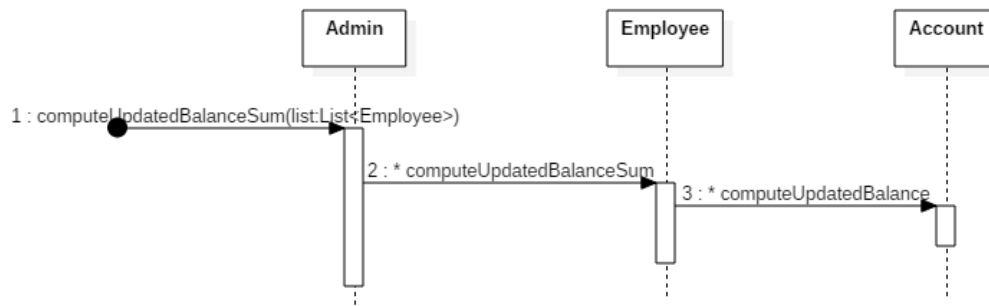 Admin
Employee
Account
1 : computeUpdatedBalanceSum(list:List<Employee>)
2 : * computeUpdatedBalanceSum
3 : * computeUpdatedBalance